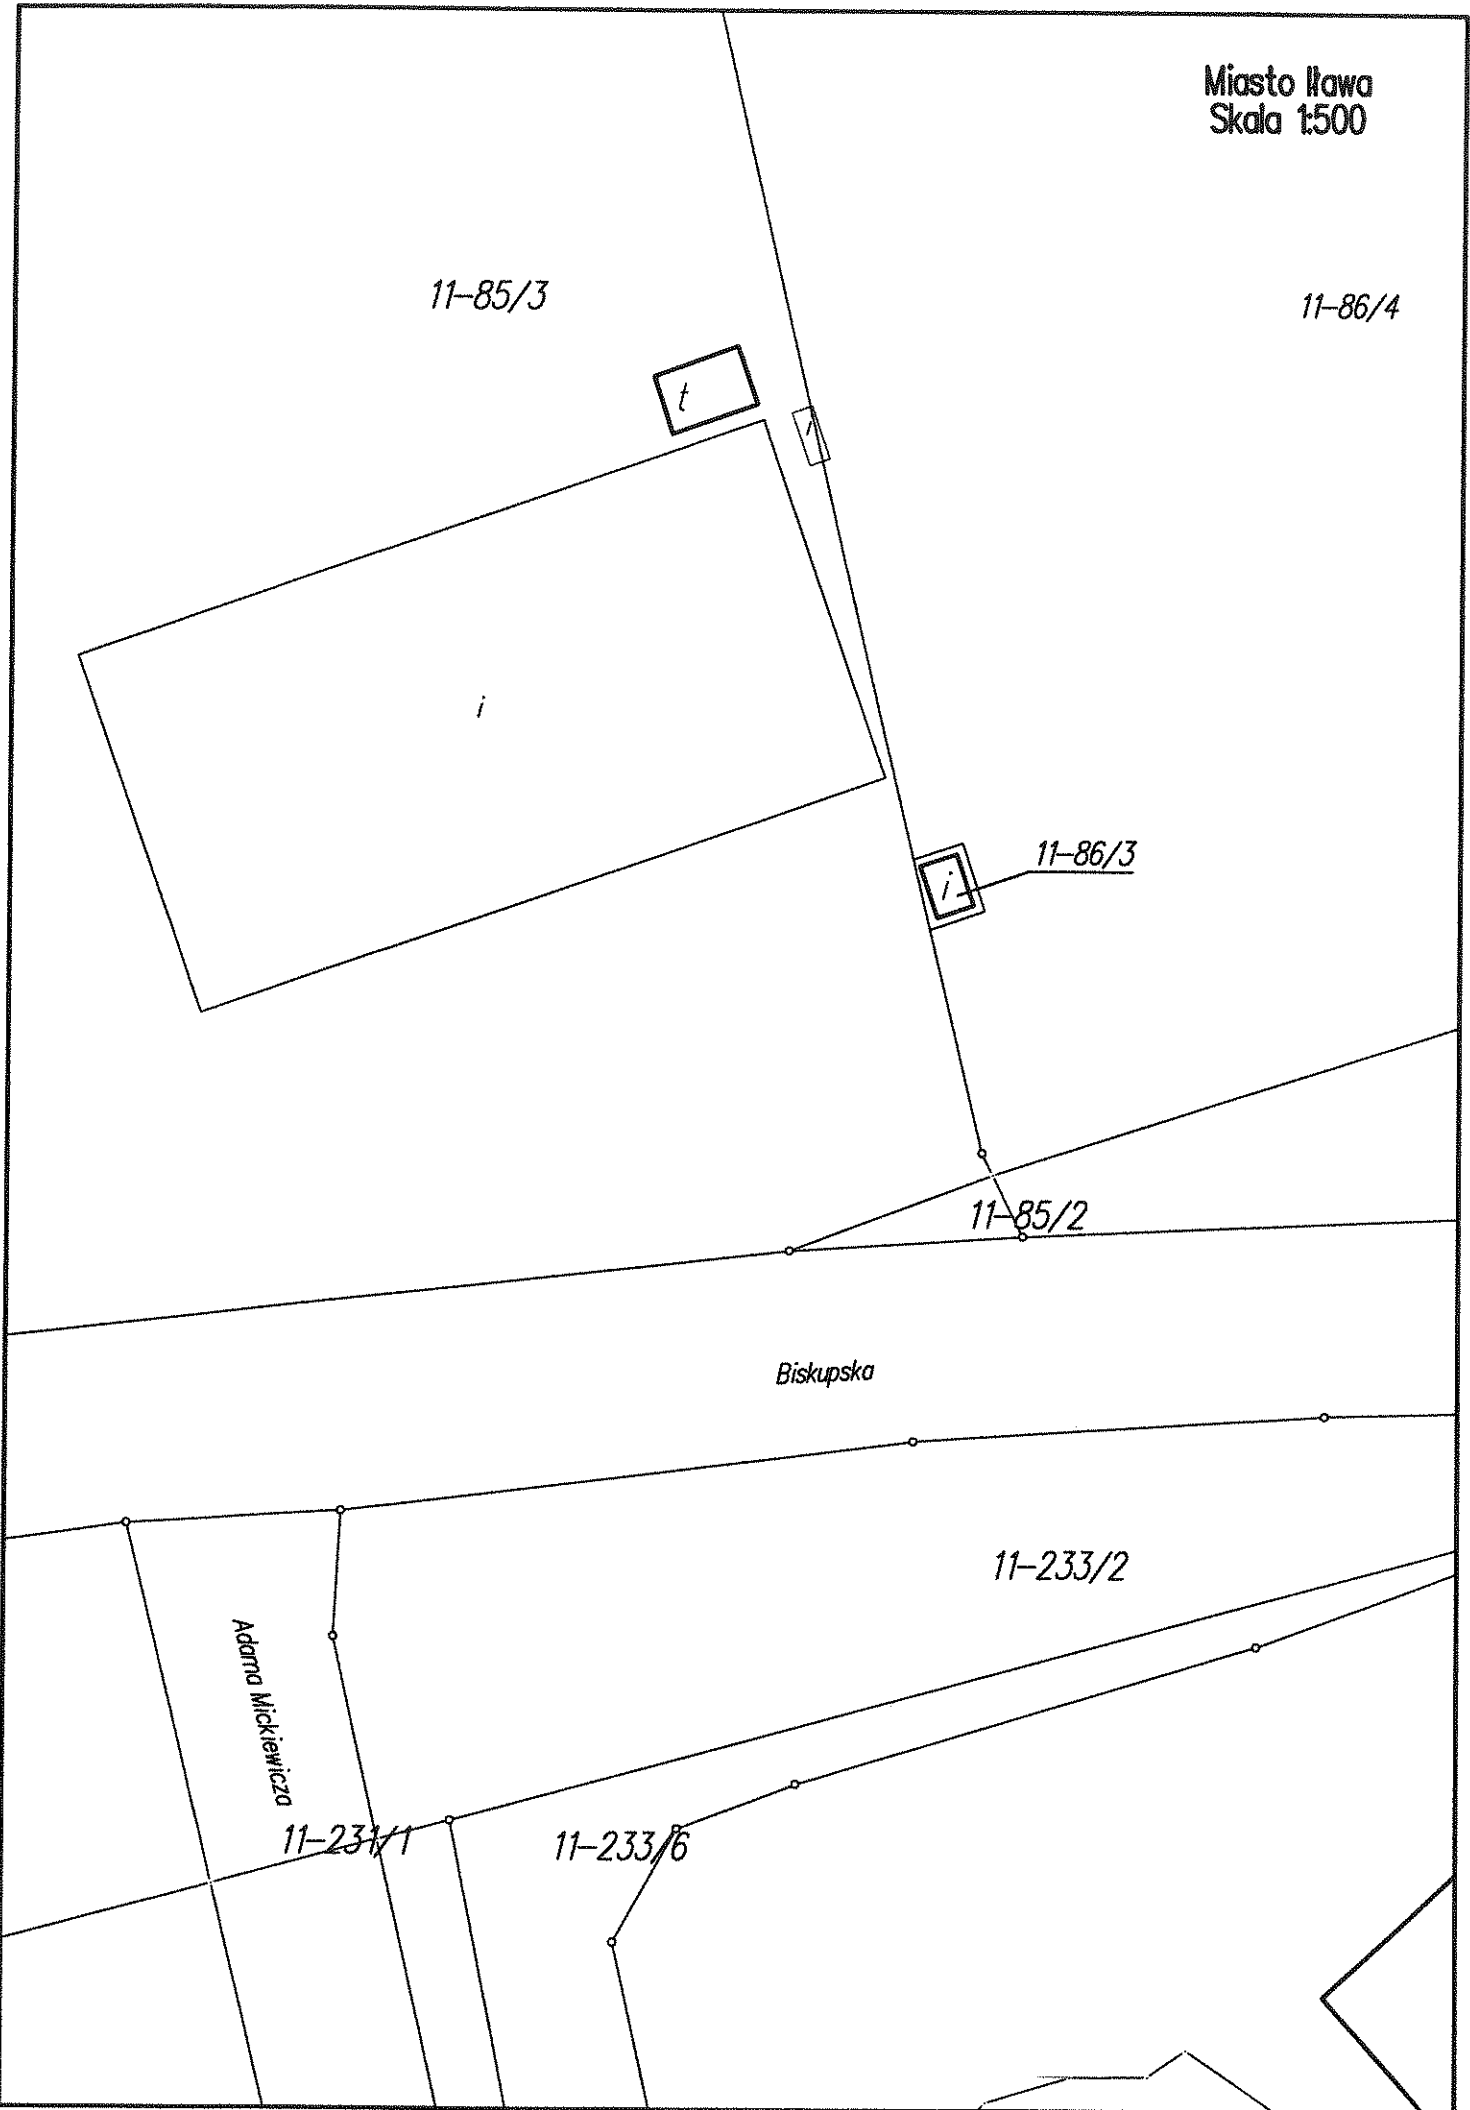 Miasto Iława
Skala 1:500
11-85/3
11-86/4
t
i
11-86/3
i
11-85/2
Biskupska
11-233/2
Adama Mickiewicza
11-231/1
11-233/6